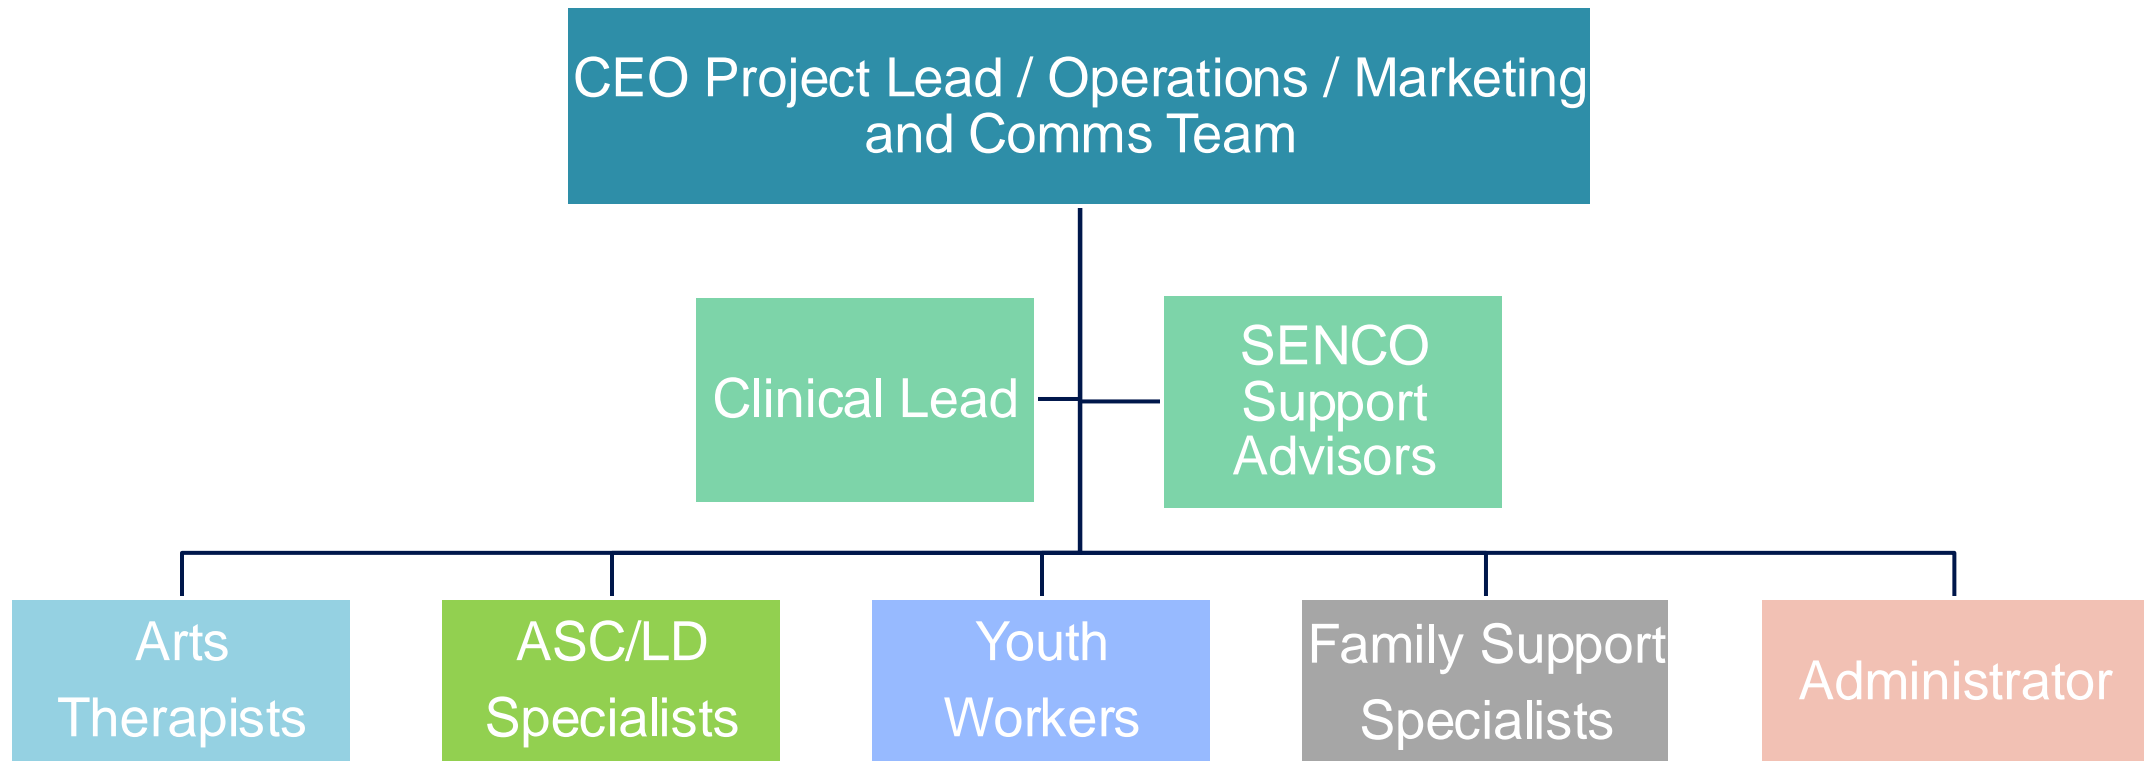 CEO Project Lead / Operations / Marketing
and Comms Team
Clinical Lead
SENCO
Support
Advisors
Arts
Therapists
ASC/LD
Specialists
Youth
Workers
Family Support
Specialists
Administrator